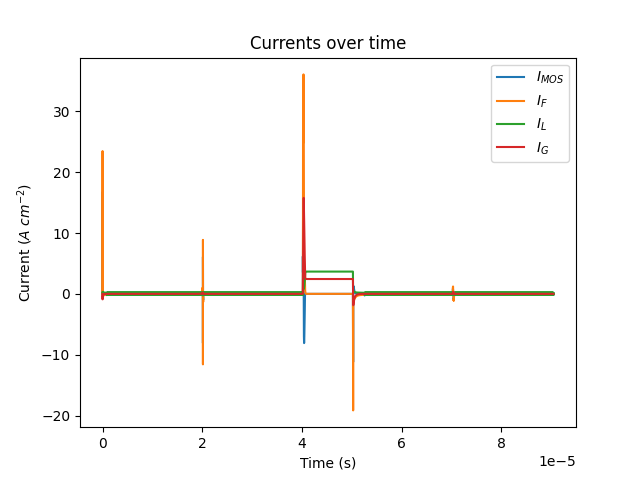 Currents over time
I_MOS
I_F
I_L
I_G
30
20
10
0
−10
−20
Current (A cm⁻²)
0
2
4
6
8
1e−5
Time (s)